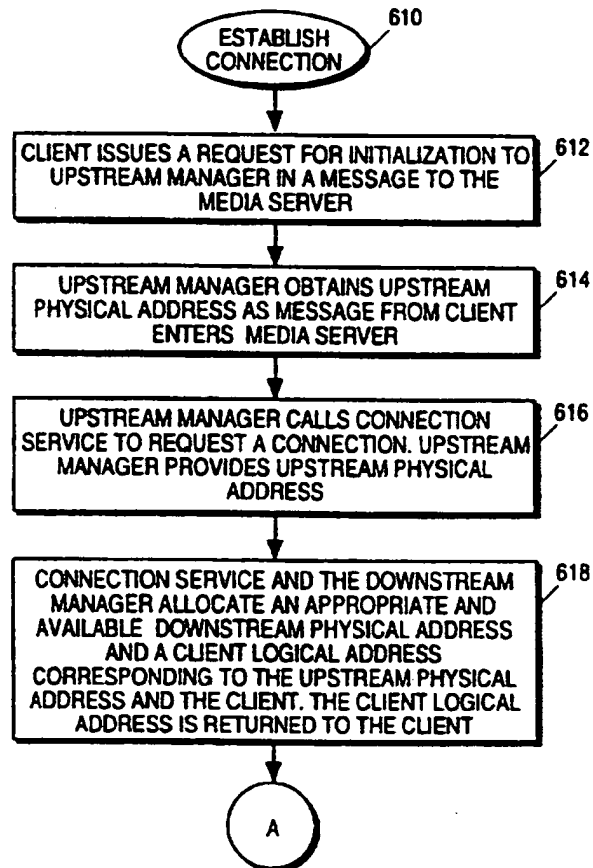 610
ESTABLISH
CONNECTION
612
CLIENT ISSUES A REQUEST FOR INITIALIZATION TO
UPSTREAM MANAGER IN A MESSAGE TO THE
MEDIA SERVER
614
UPSTREAM MANAGER OBTAINS UPSTREAM
PHYSICAL ADDRESS AS MESSAGE FROM CLIENT
ENTERS MEDIA SERVER
616
UPSTREAM MANAGER CALLS CONNECTION
SERVICE TO REQUEST A CONNECTION. UPSTREAM
MANAGER PROVIDES UPSTREAM PHYSICAL
ADDRESS
618
CONNECTION SERVICE AND THE DOWNSTREAM
MANAGER ALLOCATE AN APPROPRIATE AND
AVAILABLE DOWNSTREAM PHYSICAL ADDRESS
AND A CLIENT LOGICAL ADDRESS
CORRESPONDING TO THE UPSTREAM PHYSICAL
ADDRESS AND THE CLIENT. THE CLIENT LOGICAL
ADDRESS IS RETURNED TO THE CLIENT
A